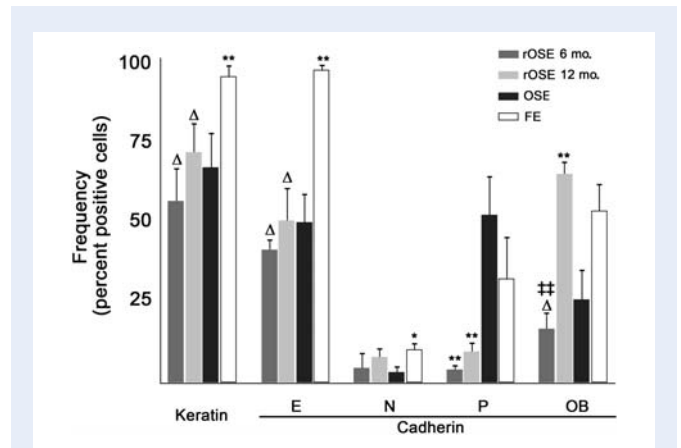 100
75
50
25
Frequency
(percent positive cells)
rOSE 6 mo.
rOSE 12 mo.
OSE
FE
Δ
Δ
**
Δ
Δ
**
*
**
**
‡‡
Δ
**
Keratin
E
N
P
OB
Cadherin